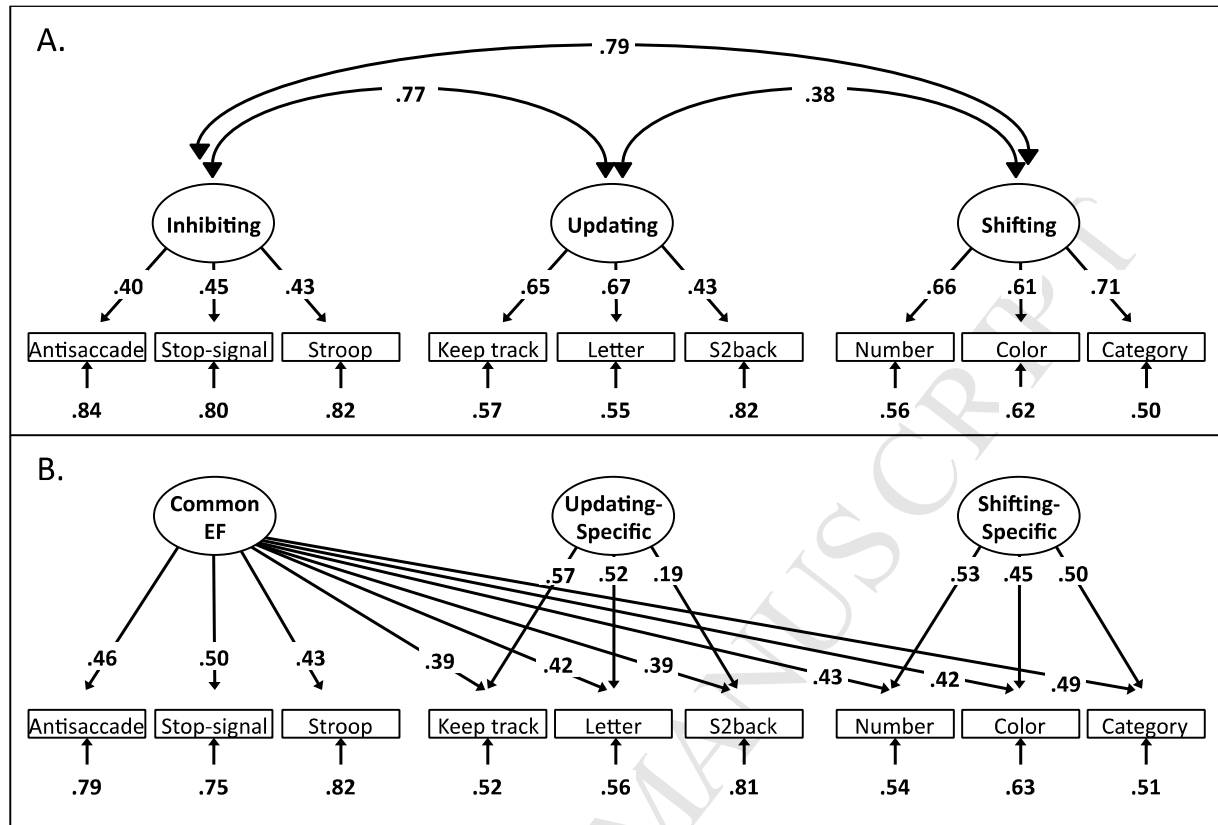 A.
.79
.77 .38
Inhibiting Updating Shifting
.40 .45 .43 .65 .67 .43 .66 .61 .71
Antisaccade Stop-signal Stroop Keep track Letter S2back Number Color Category
.84 .80 .82 .57 .55 .82 .56 .62 .50
B.
Common Updating- Shifting-
EF Specific Specific
.57 .52 .19 .53 .45 .50
.46 .50 .43 .39 .42 .39 .43 .42 .49
Antisaccade Stop-signal Stroop Keep track Letter S2back Number Color Category
.79 .75 .82 .52 .56 .81 .54 .63 .51
MANUSCRIPT